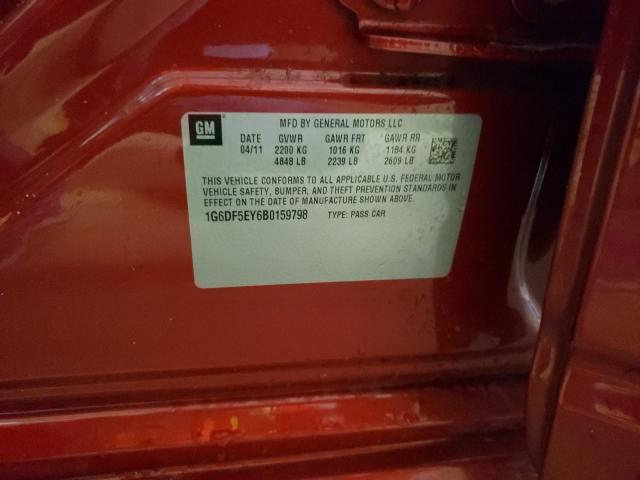 GM
MFD BY GENERAL MOTORS LLC
DATE GVWR GAWR FRT GAWR RR
04/11 2200 KG 1016 KG 1184 KG
4848 LB 2239 LB 2609 LB
THIS VEHICLE CONFORMS TO ALL APPLICABLE U.S. FEDERAL MOTOR
VEHICLE SAFETY, BUMPER, AND THEFT PREVENTION STANDARDS IN
EFFECT ON THE DATE OF MANUFACTURE SHOWN ABOVE.
1G6DF5EY6B0159798 TYPE: PASS CAR